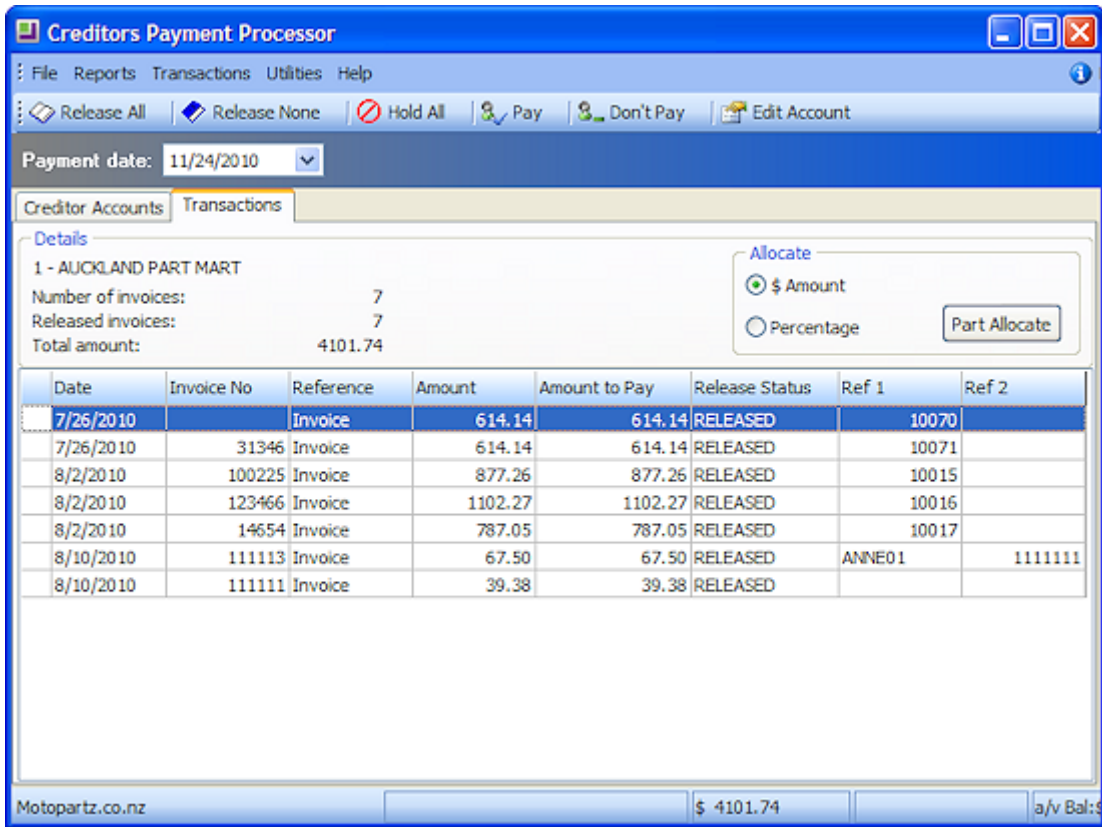 Creditors Payment Processor
File Reports Transactions Utilities Help
Release All Release None Hold All Pay Don't Pay Edit Account
Payment date: 11/24/2010
Creditor Accounts Transactions
Details
1 - AUCKLAND PART MART
Number of invoices: 7
Released invoices: 7
Total amount: 4101.74
Allocate
$ Amount
Percentage
Part Allocate
Date Invoice No Reference Amount Amount to Pay Release Status Ref 1 Ref 2
7/26/2010 Invoice 614.14 614.14 RELEASED 10070
7/26/2010 31346 Invoice 614.14 614.14 RELEASED 10071
8/2/2010 100225 Invoice 877.26 877.26 RELEASED 10015
8/2/2010 123466 Invoice 1102.27 1102.27 RELEASED 10016
8/2/2010 14654 Invoice 787.05 787.05 RELEASED 10017
8/10/2010 111113 Invoice 67.50 67.50 RELEASED ANNE01 1111111
8/10/2010 111111 Invoice 39.38 39.38 RELEASED
Motopartz.co.nz $ 4101.74 a/v Bal:$